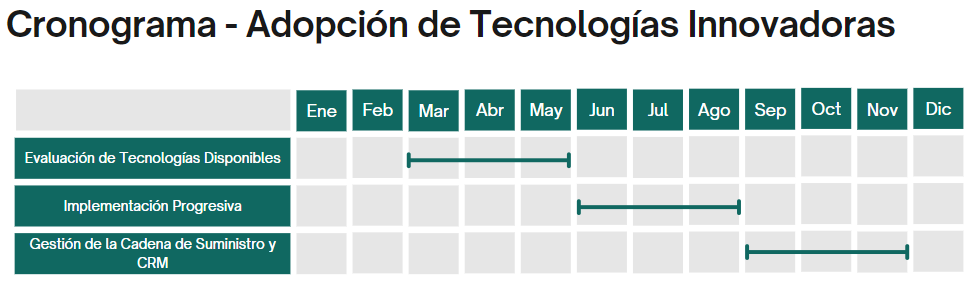 Cronograma - Adopción de Tecnologías Innovadoras
Ene Feb Mar Abr May Jun Jul Ago Sep Oct Nov Dic
Evaluación de Tecnologías Disponibles
Implementación Progresiva
Gestión de la Cadena de Suministro y
CRM